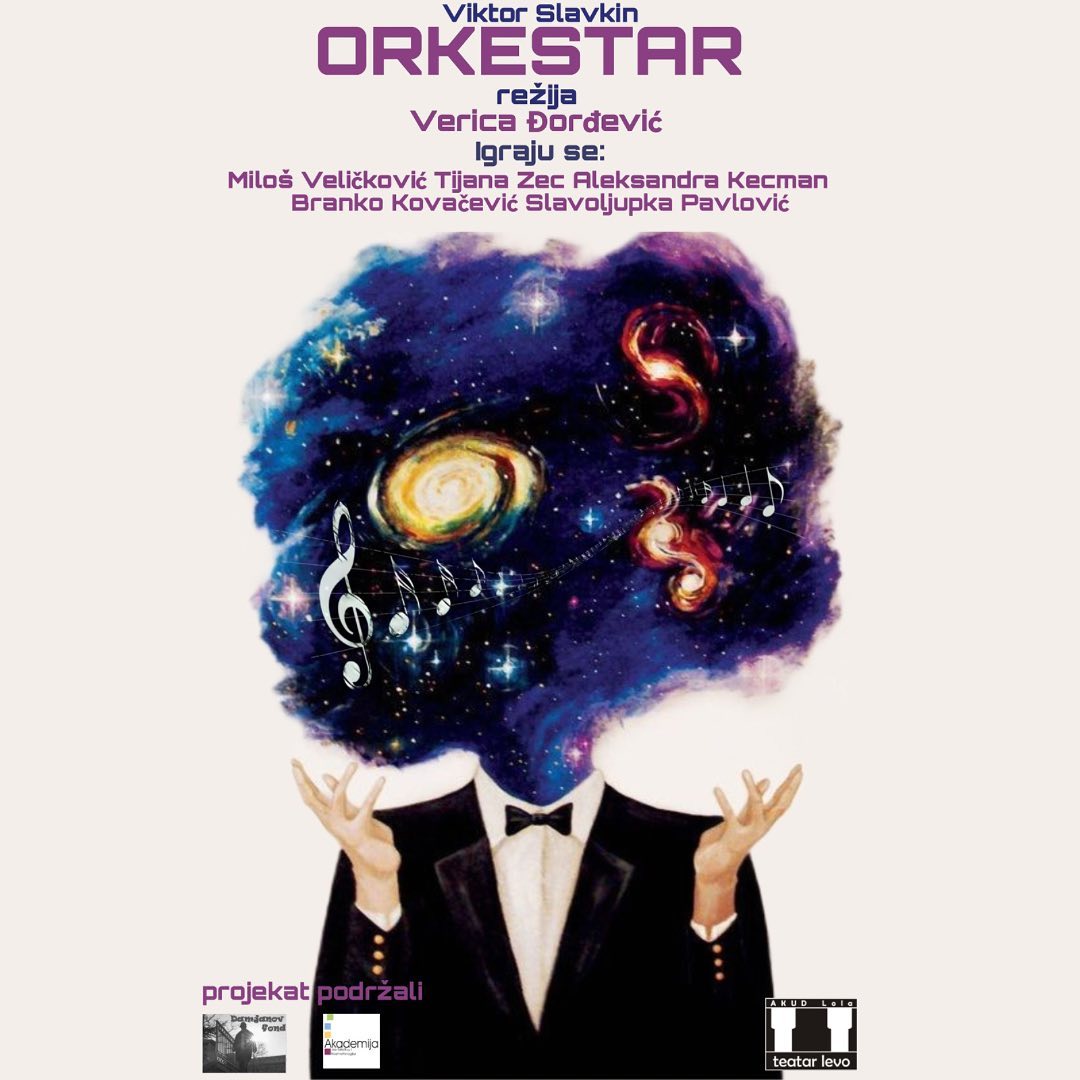 Viktor Slavkin
ORKESTAR
režija
Verica Đorđević
Igraju se:
Miloš Veličković Tijana Zec Aleksandra Kecman
Branko Kovačević Slavoljupka Pavlović
projekat podržali
Damjanov
fond
Akademija
AKUD Lola
teatar levo